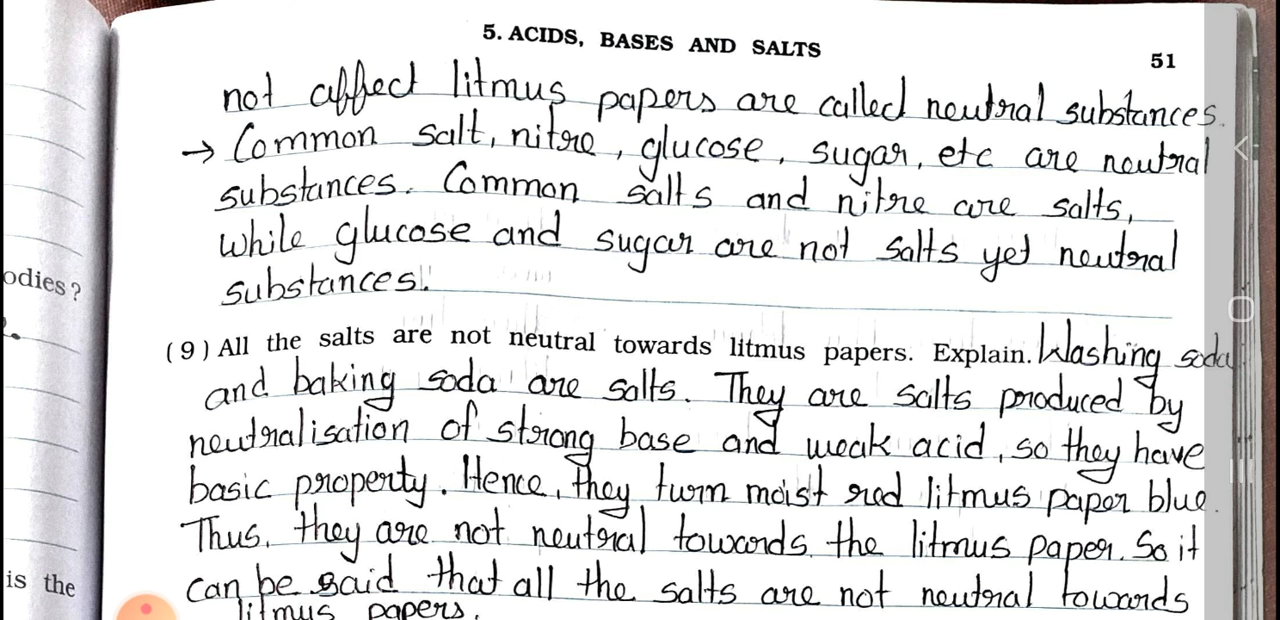 5. ACIDS, BASES AND SALTS
51
not affect litmus papers are called neutral substances.
→ Common salt, nitre, glucose, sugar, etc are neutral
substances. Common salts and nitre are salts,
while glucose and sugar are not salts yet neutral
substances.
odies?
(9) All the salts are not neutral towards litmus papers. Explain. Washing soda
and baking soda are salts. They are salts produced by
neutralisation of strong base and weak acid, so they have
basic property. Hence, they turn moist red litmus paper blue.
Thus, they are not neutral towards the litmus paper. So it
is the
can be said that all the salts are not neutral towards
litmus papers.